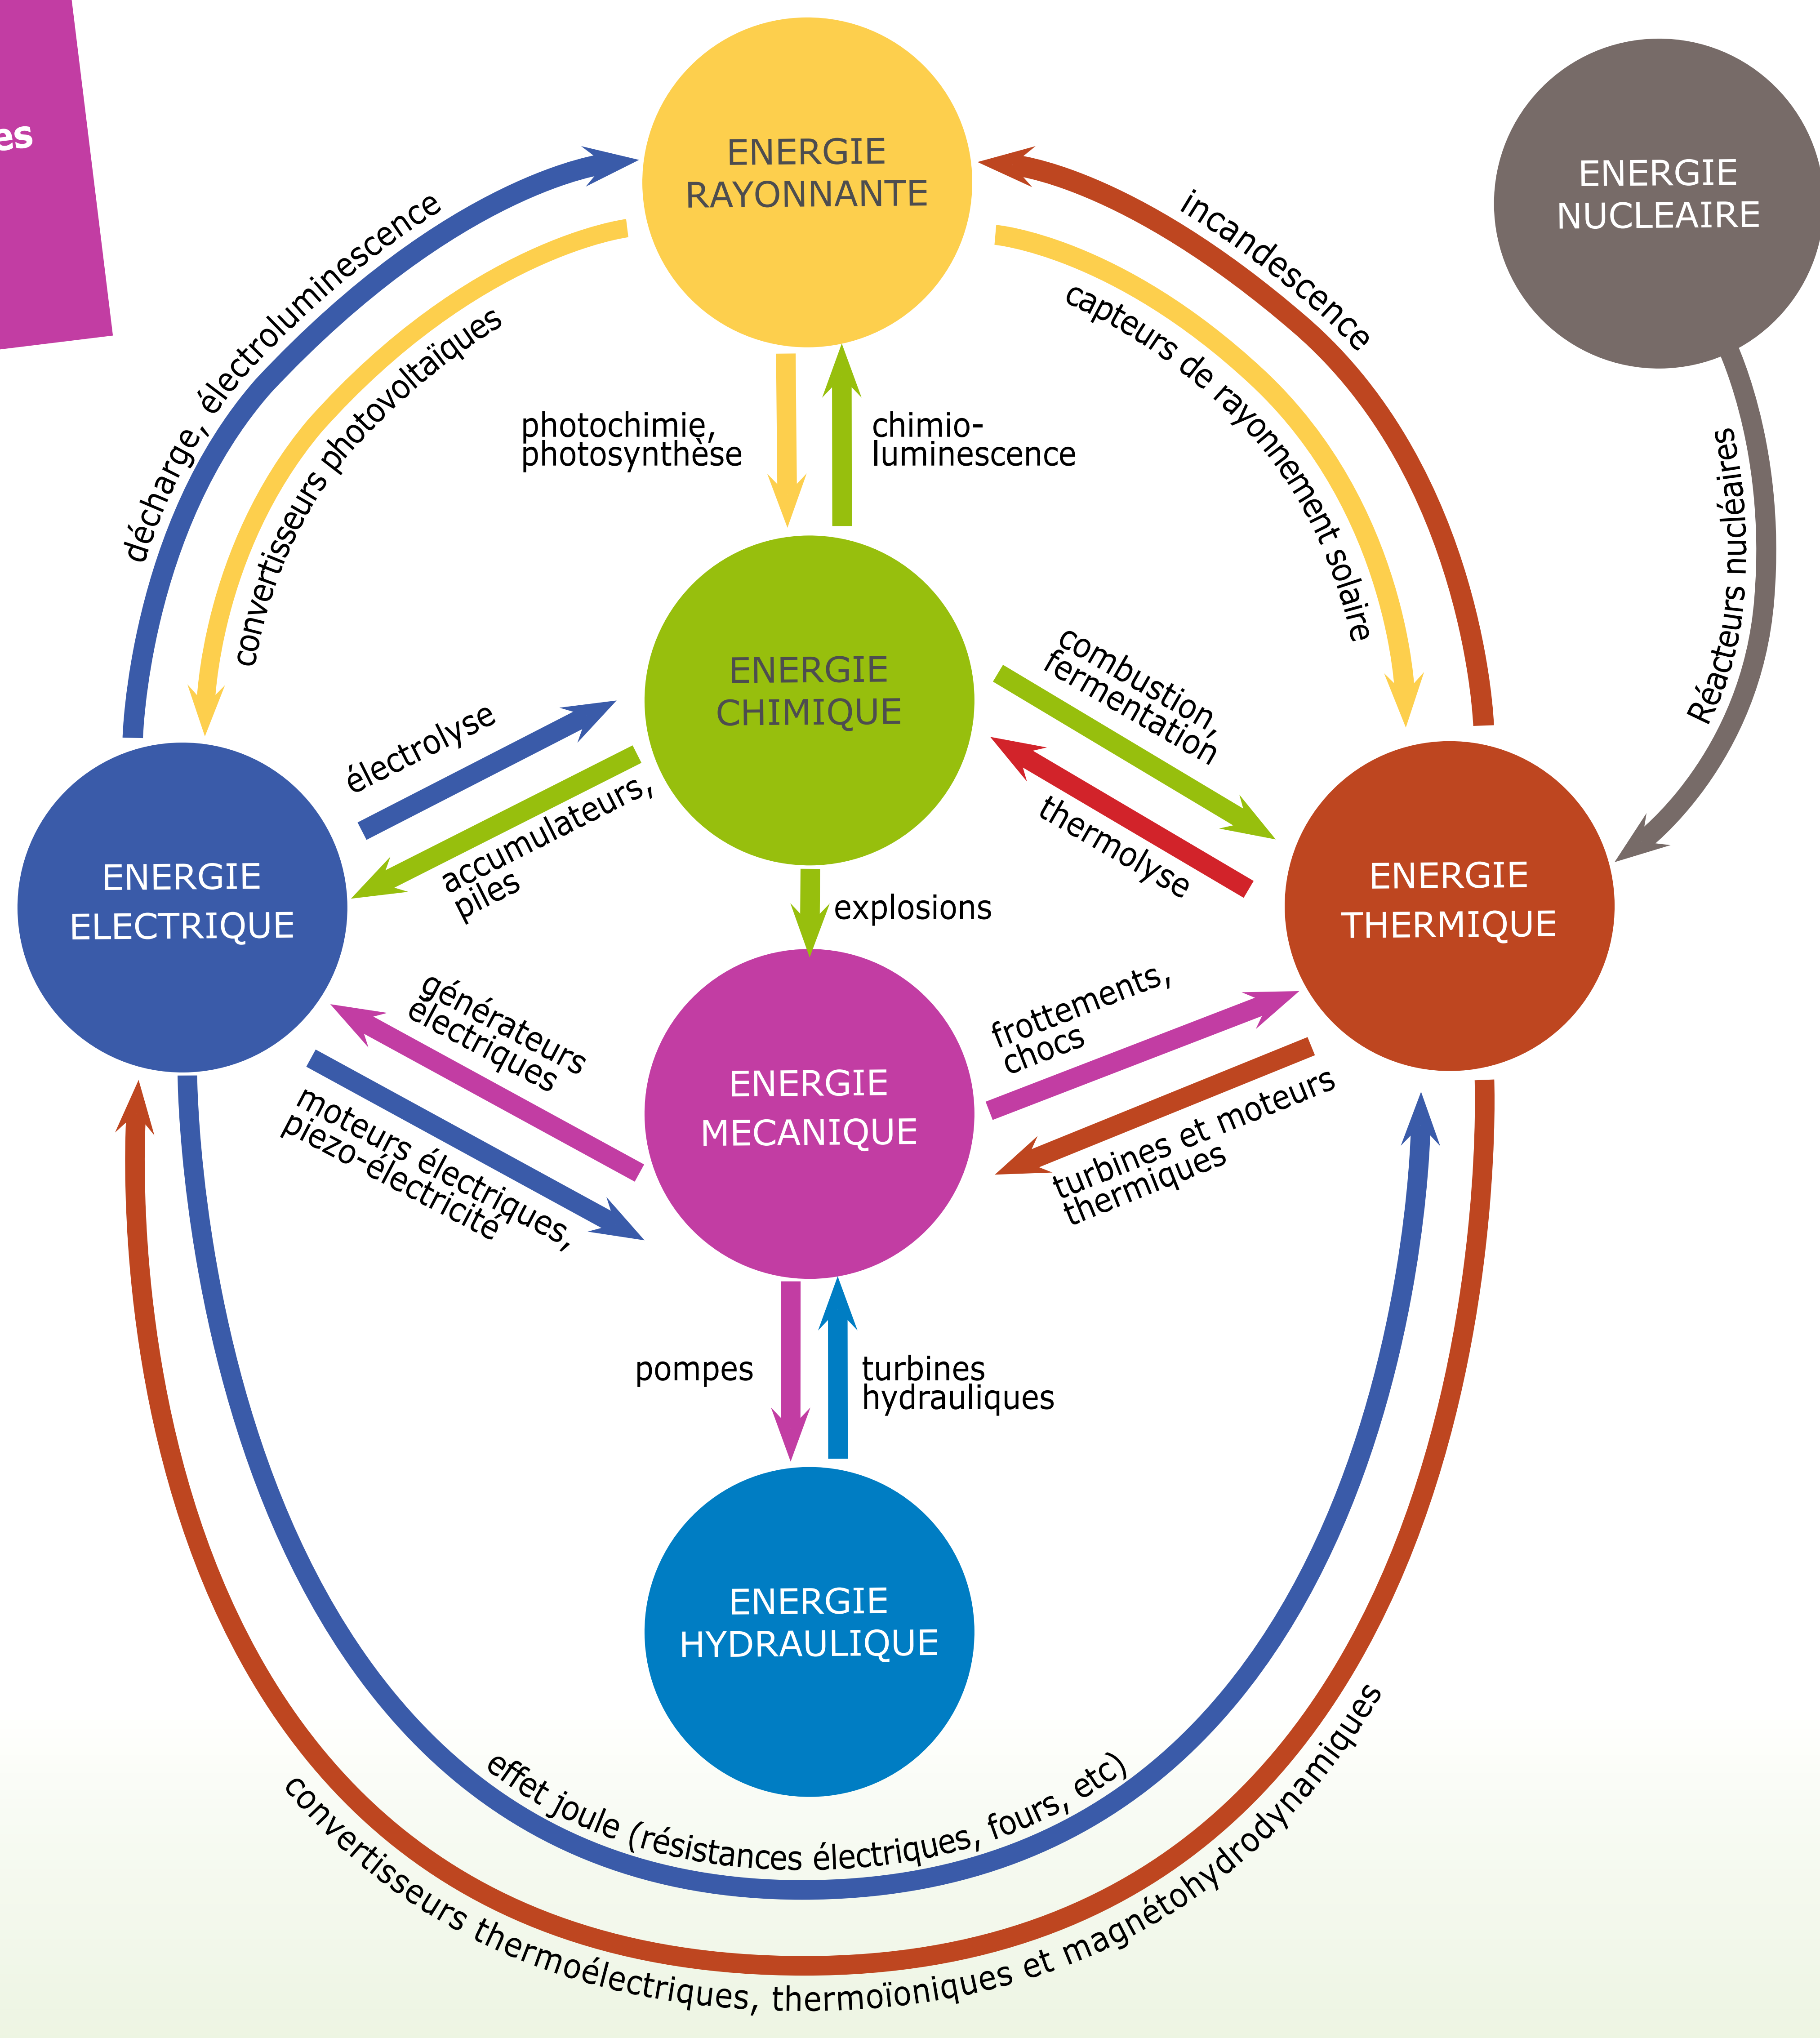 es
ENERGIE
RAYONNANTE
ENERGIE
NUCLEAIRE
décharge, électroluminescence
convertisseurs photovoltaïques
incandescence
capteurs de rayonnement solaire
photochimie,
photosynthèse
chimio-
luminescence
Réacteurs nucléaires
ENERGIE
CHIMIQUE
combustion,
fermentation
thermolyse
électrolyse
accumulateurs,
piles
ENERGIE
ELECTRIQUE
ENERGIE
THERMIQUE
explosions
générateurs
électriques
moteurs électriques,
piezo-électricité
ENERGIE
MECANIQUE
frottements,
chocs
turbines et moteurs
thermiques
pompes
turbines
hydrauliques
ENERGIE
HYDRAULIQUE
effet joule (résistances électriques, fours, etc)
convertisseurs thermoélectriques, thermoïoniques et magnétohydrodynamiques